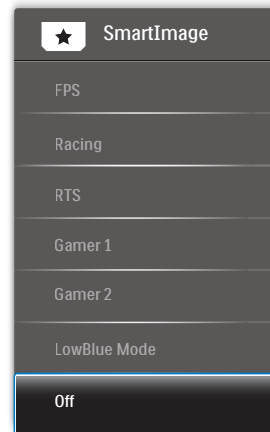 SmartImage
FPS
Racing
RTS
Gamer 1
Gamer 2
LowBlue Mode
Off